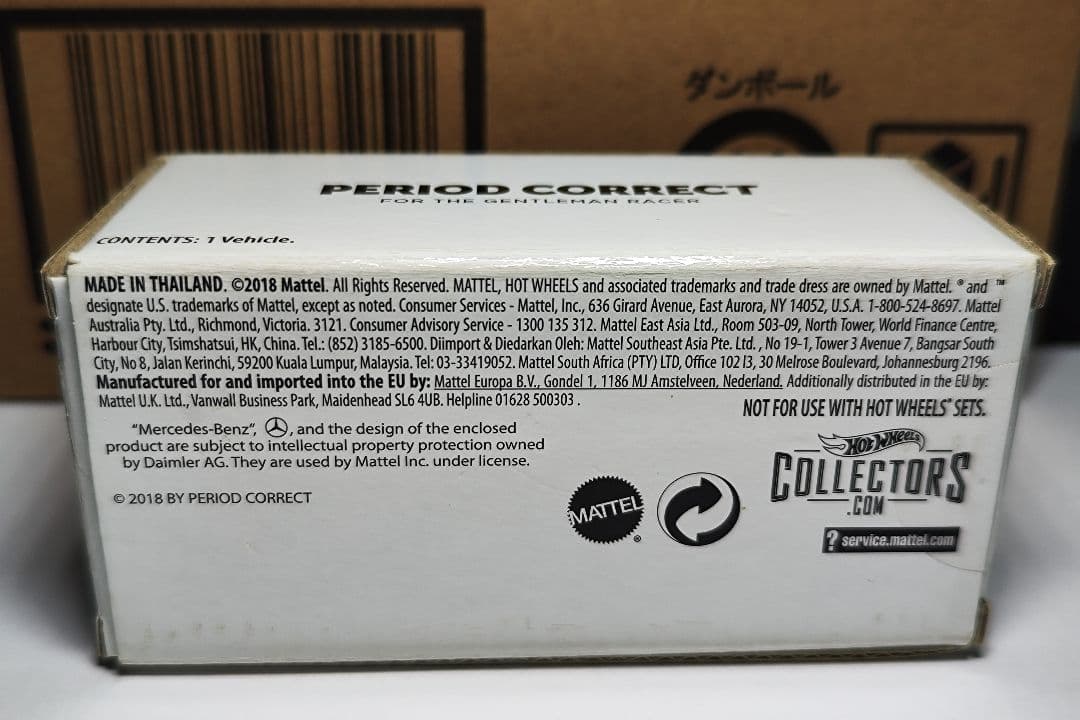 ダンボール
PERIOD CORRECT
FOR THE GENTLEMAN RACER
CONTENTS: 1 Vehicle.
MADE IN THAILAND. ©2018 Mattel. All Rights Reserved. MATTEL, HOT WHEELS and associated trademarks and trade dress are owned by Mattel. ® and ™
designate U.S. trademarks of Mattel, except as noted. Consumer Services - Mattel, Inc., 636 Girard Avenue, East Aurora, NY 14052, U.S.A. 1-800-524-8697. Mattel
Australia Pty. Ltd., Richmond, Victoria. 3121. Consumer Advisory Service - 1300 135 312. Mattel East Asia Ltd., Room 503-09, North Tower, World Finance Centre,
Harbour City, Tsimshatsui, HK, China. Tel.: (852) 3185-6500. Diimport & Diedarkan Oleh: Mattel Southeast Asia Pte. Ltd. , No 19-1, Tower 3 Avenue 7, Bangsar South
City, No 8, Jalan Kerinchi, 59200 Kuala Lumpur, Malaysia. Tel: 03-33419052. Mattel South Africa (PTY) LTD, Office 102 I3, 30 Melrose Boulevard, Johannesburg 2196.
Manufactured for and imported into the EU by: Mattel Europa B.V., Gondel 1, 1186 MJ Amstelveen, Nederland. Additionally distributed in the EU by:
Mattel U.K. Ltd., Vanwall Business Park, Maidenhead SL6 4UB. Helpline 01628 500303 .
NOT FOR USE WITH HOT WHEELS® SETS.
"Mercedes-Benz", , and the design of the enclosed
product are subject to intellectual property protection owned
by Daimler AG. They are used by Mattel Inc. under license.
© 2018 BY PERIOD CORRECT
MATTEL ®
HOT WHEELS
COLLECTORS
.COM
? service.mattel.com